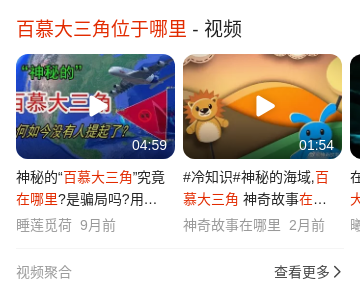 百慕大三角位于哪里 - 视频
“神秘的”
百慕大三角
何如今没有人提起了？
04:59
01:54
神秘的“百慕大三角”究竟
在哪里?是骗局吗?用…
睡莲觅荷 9月前
#冷知识#神秘的海域,百
慕大三角 神奇故事在…
神奇故事在哪里 2月前
在
视频聚合
查看更多